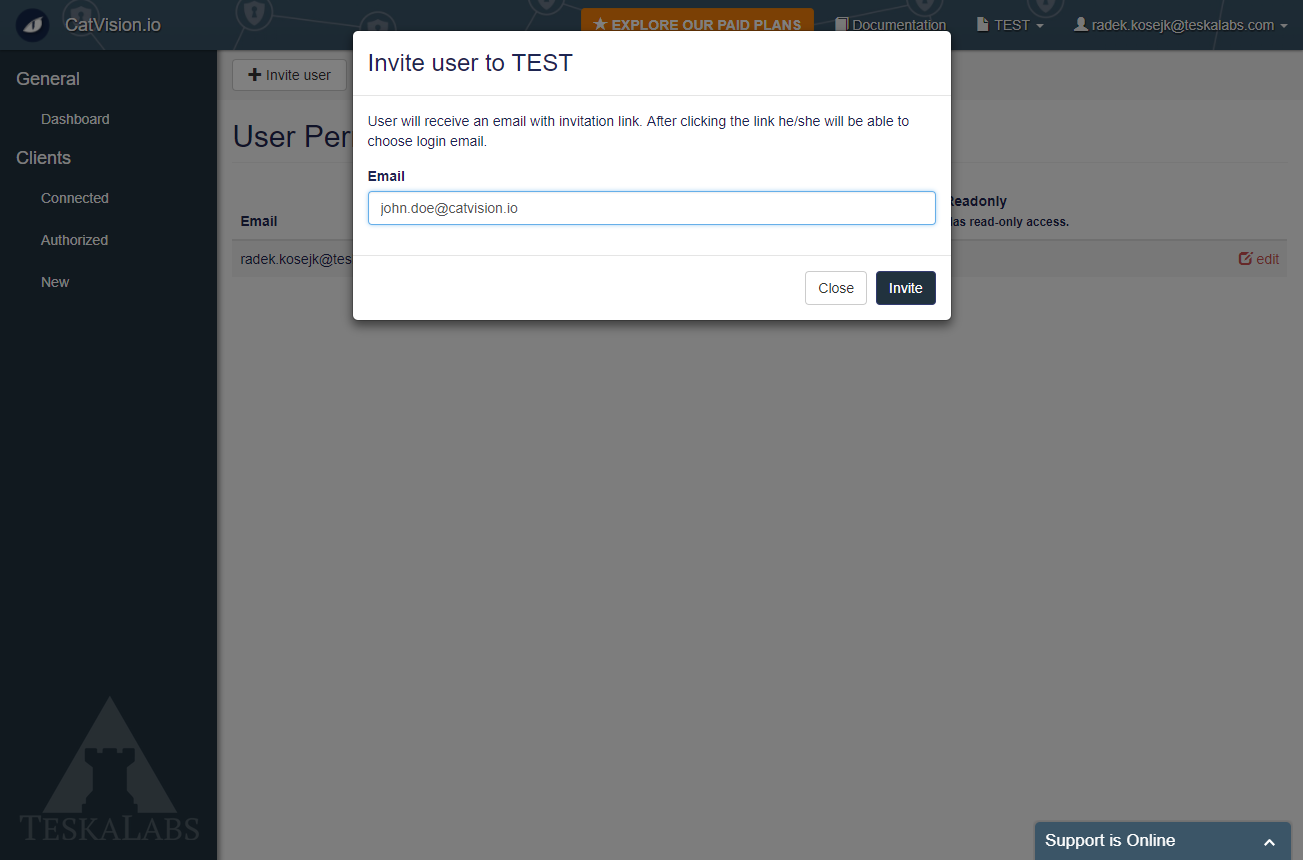 CatVision.io
EXPLORE OUR PAID PLANS
Documentation
TEST
radek.kosejk@teskalabs.com
General
Dashboard
Clients
Connected
Authorized
New
Invite user
User
Invite user to TEST
User will receive an email with invitation link. After clicking the link he/she will be able to
choose login email.
Email
john.doe@catvision.io
Close
Invite
Email
Readonly
Has read-only access.
radek.kosejk@tes
edit
TESKALABS
Support is Online